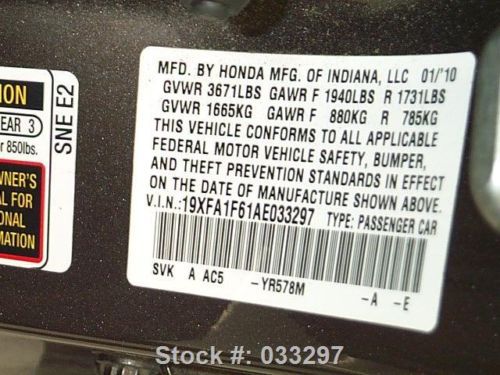 MFD. BY HONDA MFG. OF INDIANA, LLC 01/'10
GVWR 3671LBS GAWR F 1940LBS R 1731LBS
GVWR 1665KG GAWR F 880KG R 785KG
THIS VEHICLE CONFORMS TO ALL APPLICABLE
FEDERAL MOTOR VEHICLE SAFETY, BUMPER,
AND THEFT PREVENTION STANDARDS IN EFFECT
ON THE DATE OF MANUFACTURE SHOWN ABOVE.
V.I.N.:19XFA1F61AE033297 TYPE: PASSENGER CAR
SVK A AC5 -YR578M -A -E
ION
EAR 3
r 850lbs.
WNER'S
AL FOR
ONAL
MATION
SNE E2
Stock #: 033297